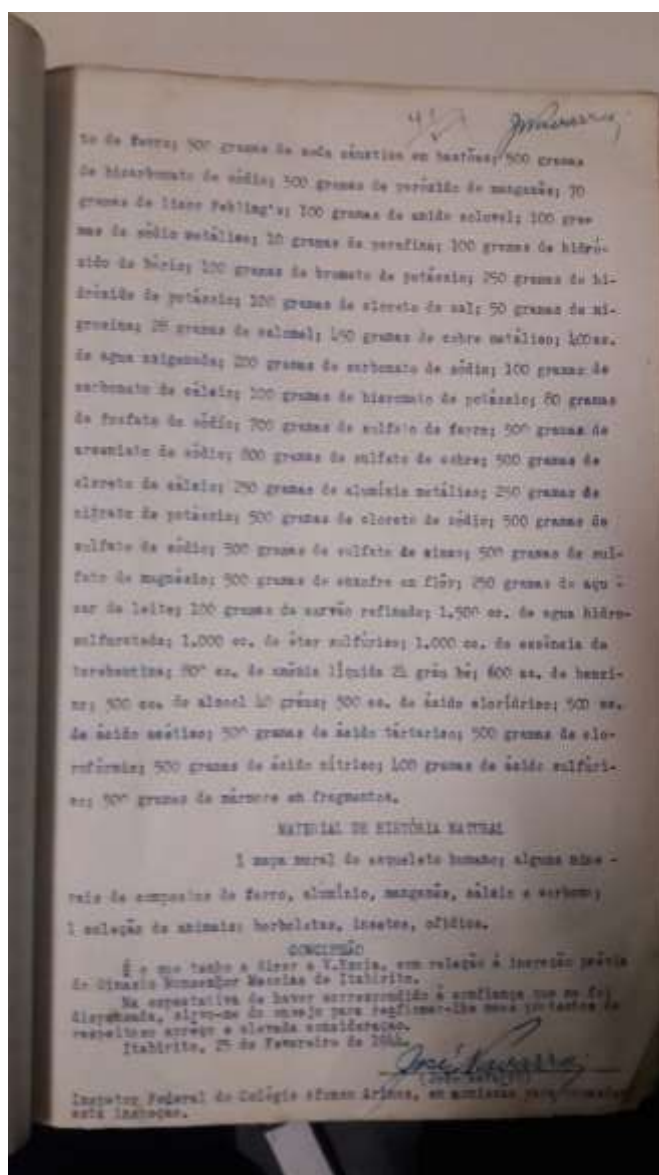 to de ferro; 500 gramas de soda cáustica em bastões; 500 gramas
de bicarbonato de sódio; 500 gramas de peróxido de manganês; 70
gramas de licor Fehling's; 100 gramas de amido soluvel; 100 gra-
mas de sódio metálico; 10 gramas de parafina; 100 gramas de hidró-
xido de bário; 100 gramas de brometo de potássio; 250 gramas de hi-
dróxido de potássio; 100 gramas de cloreto de cal; 50 gramas de ni-
grosina; 25 gramas de calomel; 450 gramas de cobre metálico; 400cc.
de agua oxigenada; 200 gramas de carbonato de sódio; 100 gramas de
carbonato de cálcio; 100 gramas de bicromato de potássio; 80 gramas
de fosfato de sódio; 700 gramas de sulfato de ferro; 500 gramas de
arseniato de sódio; 800 gramas de sulfato de cobre; 500 gramas de
cloreto de cálcio; 250 gramas de alumínio metálico; 250 gramas de
nitrato de potássio; 500 gramas de cloreto de sódio; 500 gramas de
sulfato de sódio; 500 gramas de sulfato de zinco; 500 gramas de sul-
fato de magnésio; 500 gramas de enxofre em flôr; 250 gramas de açu -
car de leite; 100 gramas de carvão refinado; 1.500 cc. de agua hidro-
sulfuretada; 1.000 cc. de éter sulfúrico; 1.000 cc. de essência de
terebentina; 800 cc. de amônia líquida 24 gráu bé; 600 cc. de benzi-
na; 500 cc. de alcool 40 gráus; 500 cc. de ácido clorídrico; 500 cc.
de ácido acético; 500 gramas de ácido tártarico; 500 gramas de clo-
rofórmio; 500 gramas de ácido nítrico; 400 gramas de ácido sulfúri-
co; 500 gramas de mármore em fragmentos.
MATERIAL DE HISTÓRIA NATURAL
1 mapa mural do esqueleto humano; alguns mine -
rais de compostos de ferro, alumínio, manganês, cálcio e carbono;
1 coleção de animais: borboletas, insetos, ofídios.
CONCLUSÃO
É o que tenho a dizer a V.Excia. com relação á inspeção prévia
do Ginasio Monsenhor Messias de Itabirito.
Na expectativa de haver correspondido á confiança que me foi
dispensada, sirvo-me do ensejo para reafirmar-lhe meus protestos de
respeitoso apreço e elevada consideração.
Itabirito, 25 de Fevereiro de 1944.
José Navarro
Inspetor Federal do Colégio Afonso Arinos, em comissão para proceder
esta inspeção.